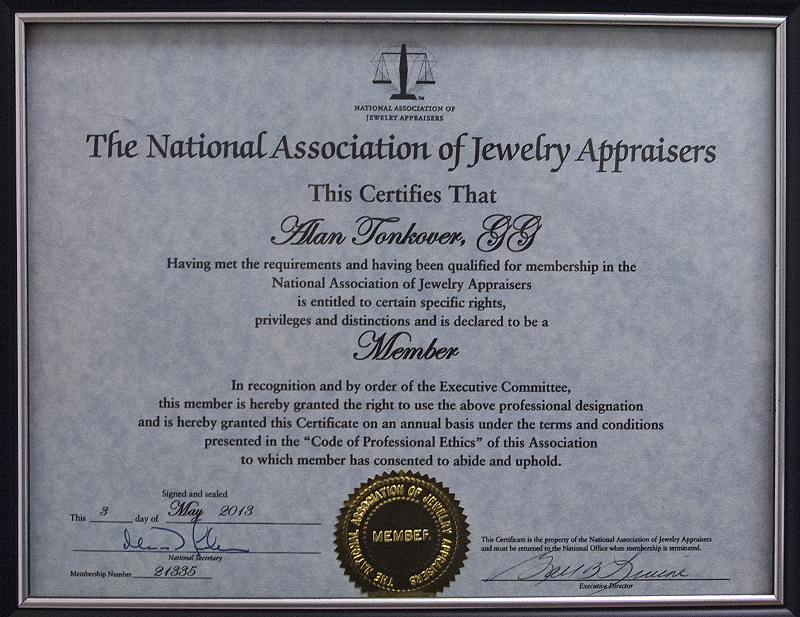 NATIONAL ASSOCIATION OF
JEWELRY APPRAISERS
TM
The National Association of Jewelry Appraisers
This Certifies That
Alan Tonkover, GG
Having met the requirements and having been qualified for membership in the
National Association of Jewelry Appraisers
is entitled to certain specific rights,
privileges and distinctions and is declared to be a
Member
In recognition and by order of the Executive Committee,
this member is hereby granted the right to use the above professional designation
and is hereby granted this Certificate on an annual basis under the terms and conditions
presented in the “Code of Professional Ethics” of this Association
to which member has consented to abide and uphold.
Signed and sealed
This 3 day of May 2013
National Secretary
Membership Number 21335
THE NATIONAL ASSOCIATION OF JEWELRY APPRAISERS
MEMBER
This Certificate is the property of the National Association of Jewelry Appraisers
and must be returned to the National Office when membership is terminated.
Executive Director